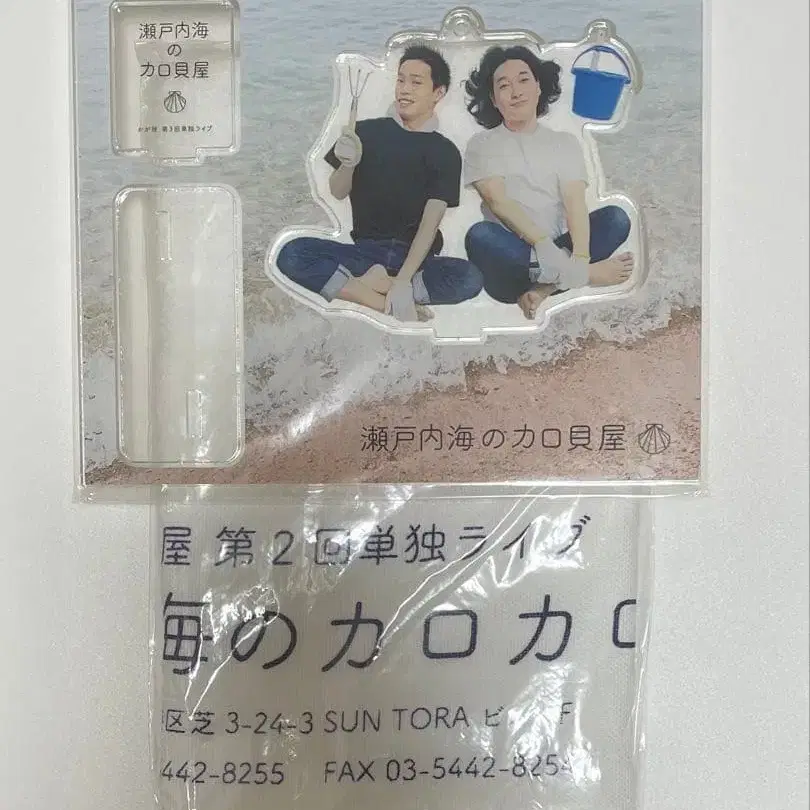 瀬戸内海
の
カロ貝屋
かが屋 第3回単独ライブ
瀬戸内海のカロ貝屋
屋 第2回単独ライブ
海のカロカロ
区芝 3-24-3 SUN TORA ビ F
442-8255 FAX 03-5442-8254